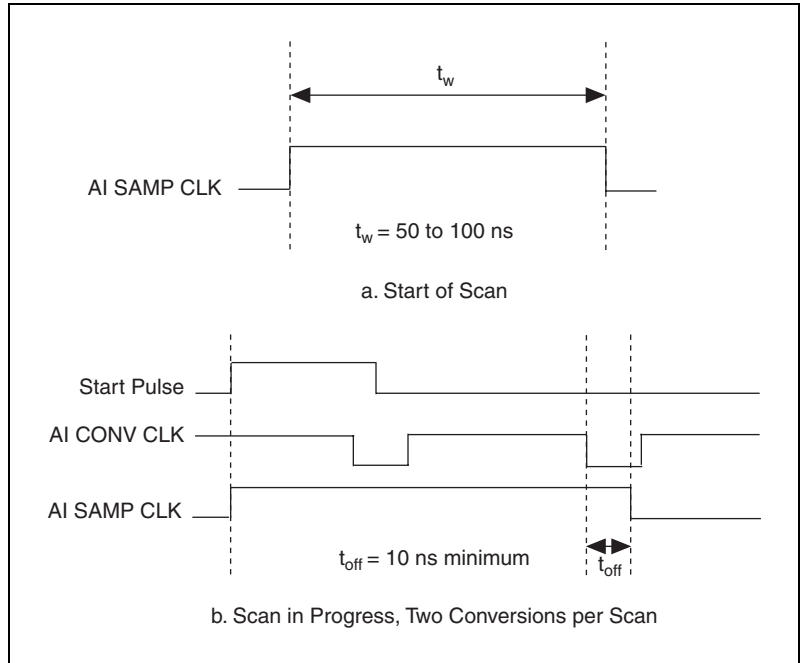 t_w
AI SAMP CLK
t_w = 50 to 100 ns
a. Start of Scan
Start Pulse
AI CONV CLK
AI SAMP CLK
t_off = 10 ns minimum
t_off
b. Scan in Progress, Two Conversions per Scan